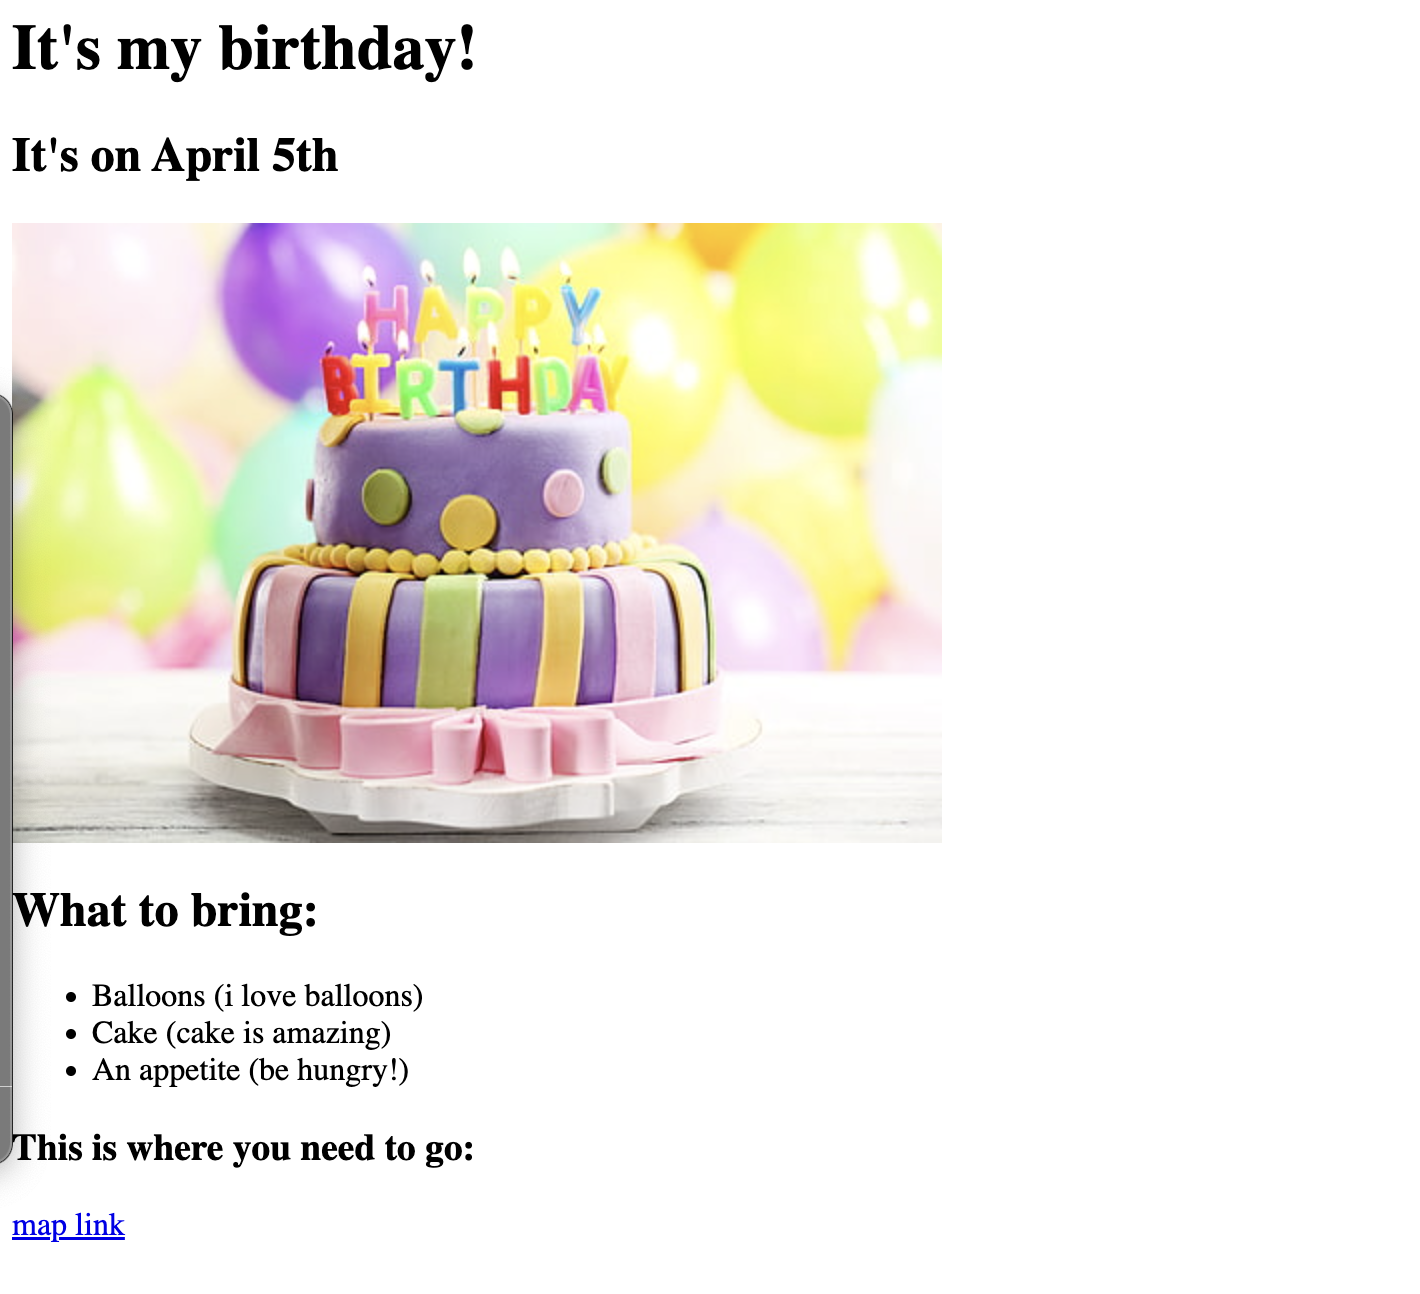 It's my birthday!
It's on April 5th
HAPPY
BIRTHDAY
What to bring:
Balloons (i love balloons)
Cake (cake is amazing)
An appetite (be hungry!)
This is where you need to go:
map link